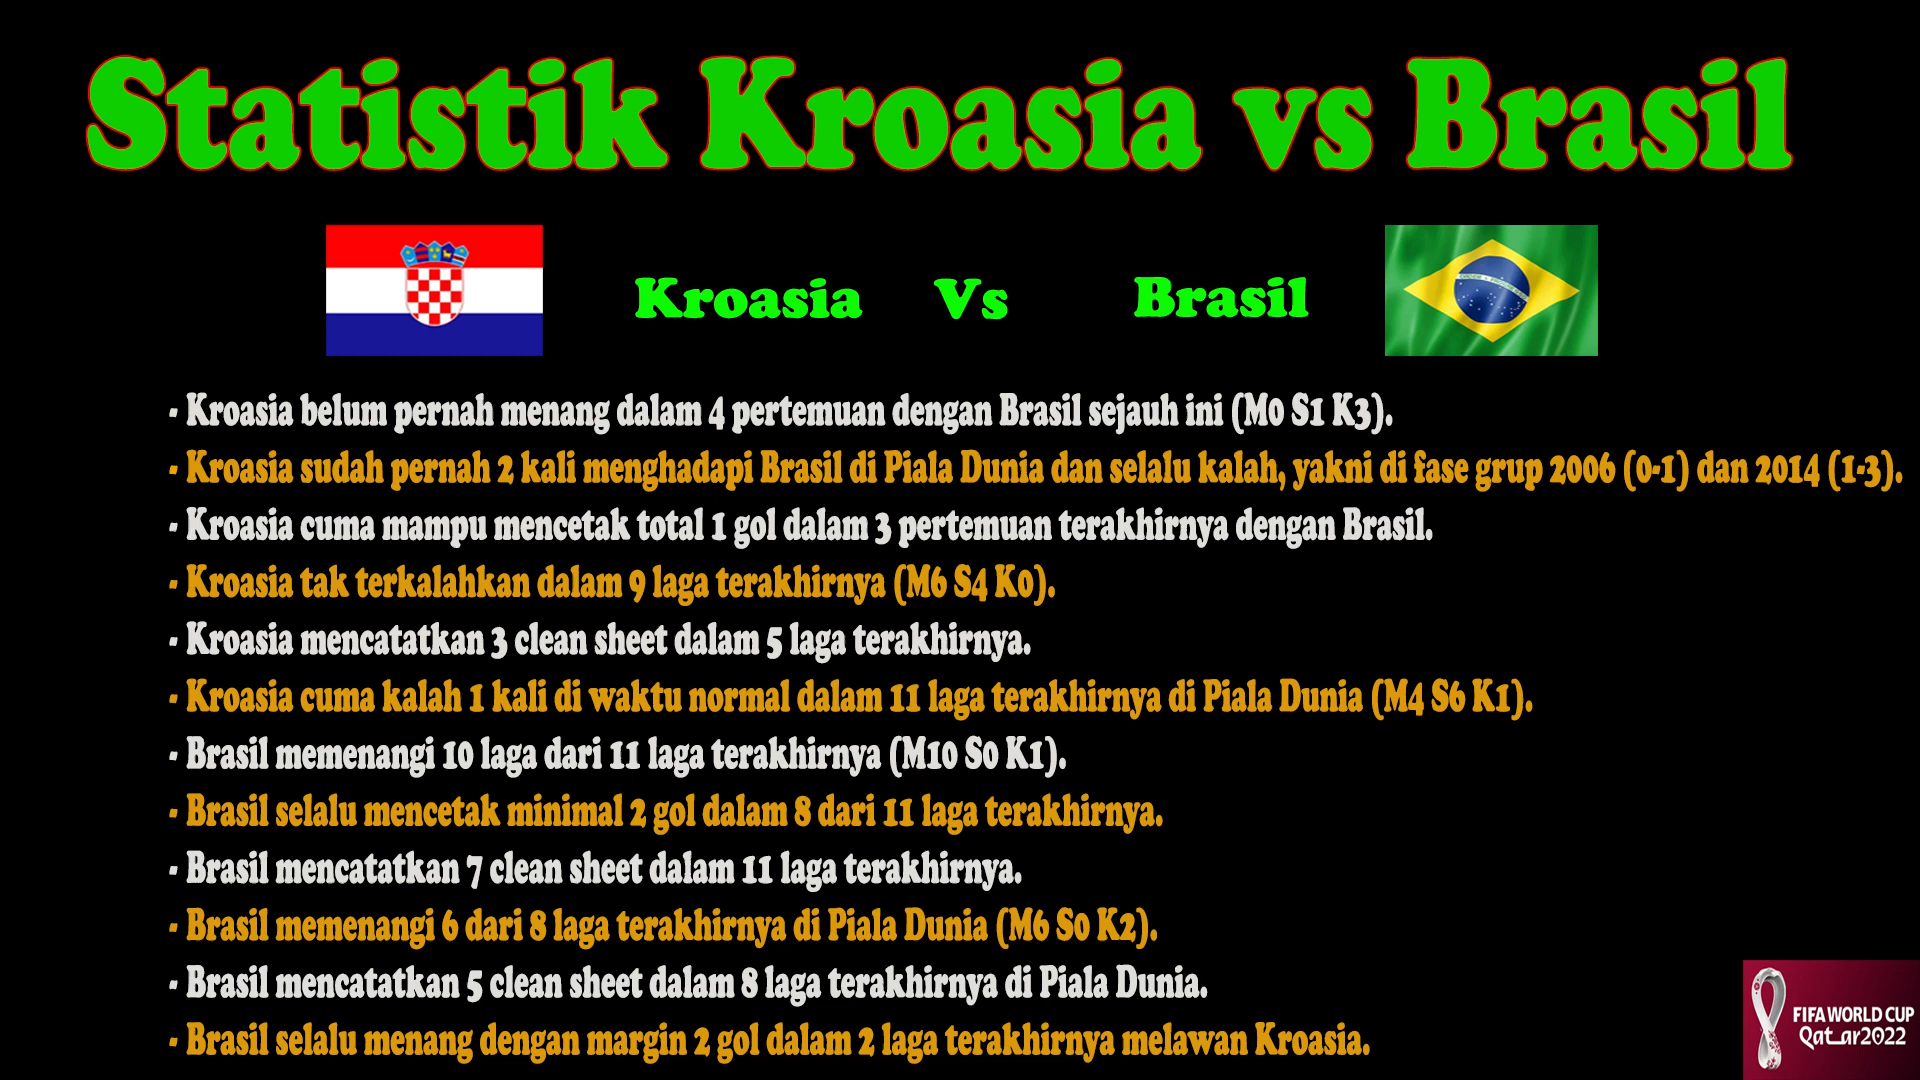 Statistik Kroasia vs Brasil
Kroasia Vs Brasil
- Kroasia belum pernah menang dalam 4 pertemuan dengan Brasil sejauh ini (M0 S1 K3).
- Kroasia sudah pernah 2 kali menghadapi Brasil di Piala Dunia dan selalu kalah, yakni di fase grup 2006 (0-1) dan 2014 (1-3).
- Kroasia cuma mampu mencetak total 1 gol dalam 3 pertemuan terakhirnya dengan Brasil.
- Kroasia tak terkalahkan dalam 9 laga terakhirnya (M6 S4 K0).
- Kroasia mencatatkan 3 clean sheet dalam 5 laga terakhirnya.
- Kroasia cuma kalah 1 kali di waktu normal dalam 11 laga terakhirnya di Piala Dunia (M4 S6 K1).
- Brasil memenangi 10 laga dari 11 laga terakhirnya (M10 S0 K1).
- Brasil selalu mencetak minimal 2 gol dalam 8 dari 11 laga terakhirnya.
- Brasil mencatatkan 7 clean sheet dalam 11 laga terakhirnya.
- Brasil memenangi 6 dari 8 laga terakhirnya di Piala Dunia (M6 S0 K2).
- Brasil mencatatkan 5 clean sheet dalam 8 laga terakhirnya di Piala Dunia.
- Brasil selalu menang dengan margin 2 gol dalam 2 laga terakhirnya melawan Kroasia.
FIFA WORLD CUP
Qatar2022